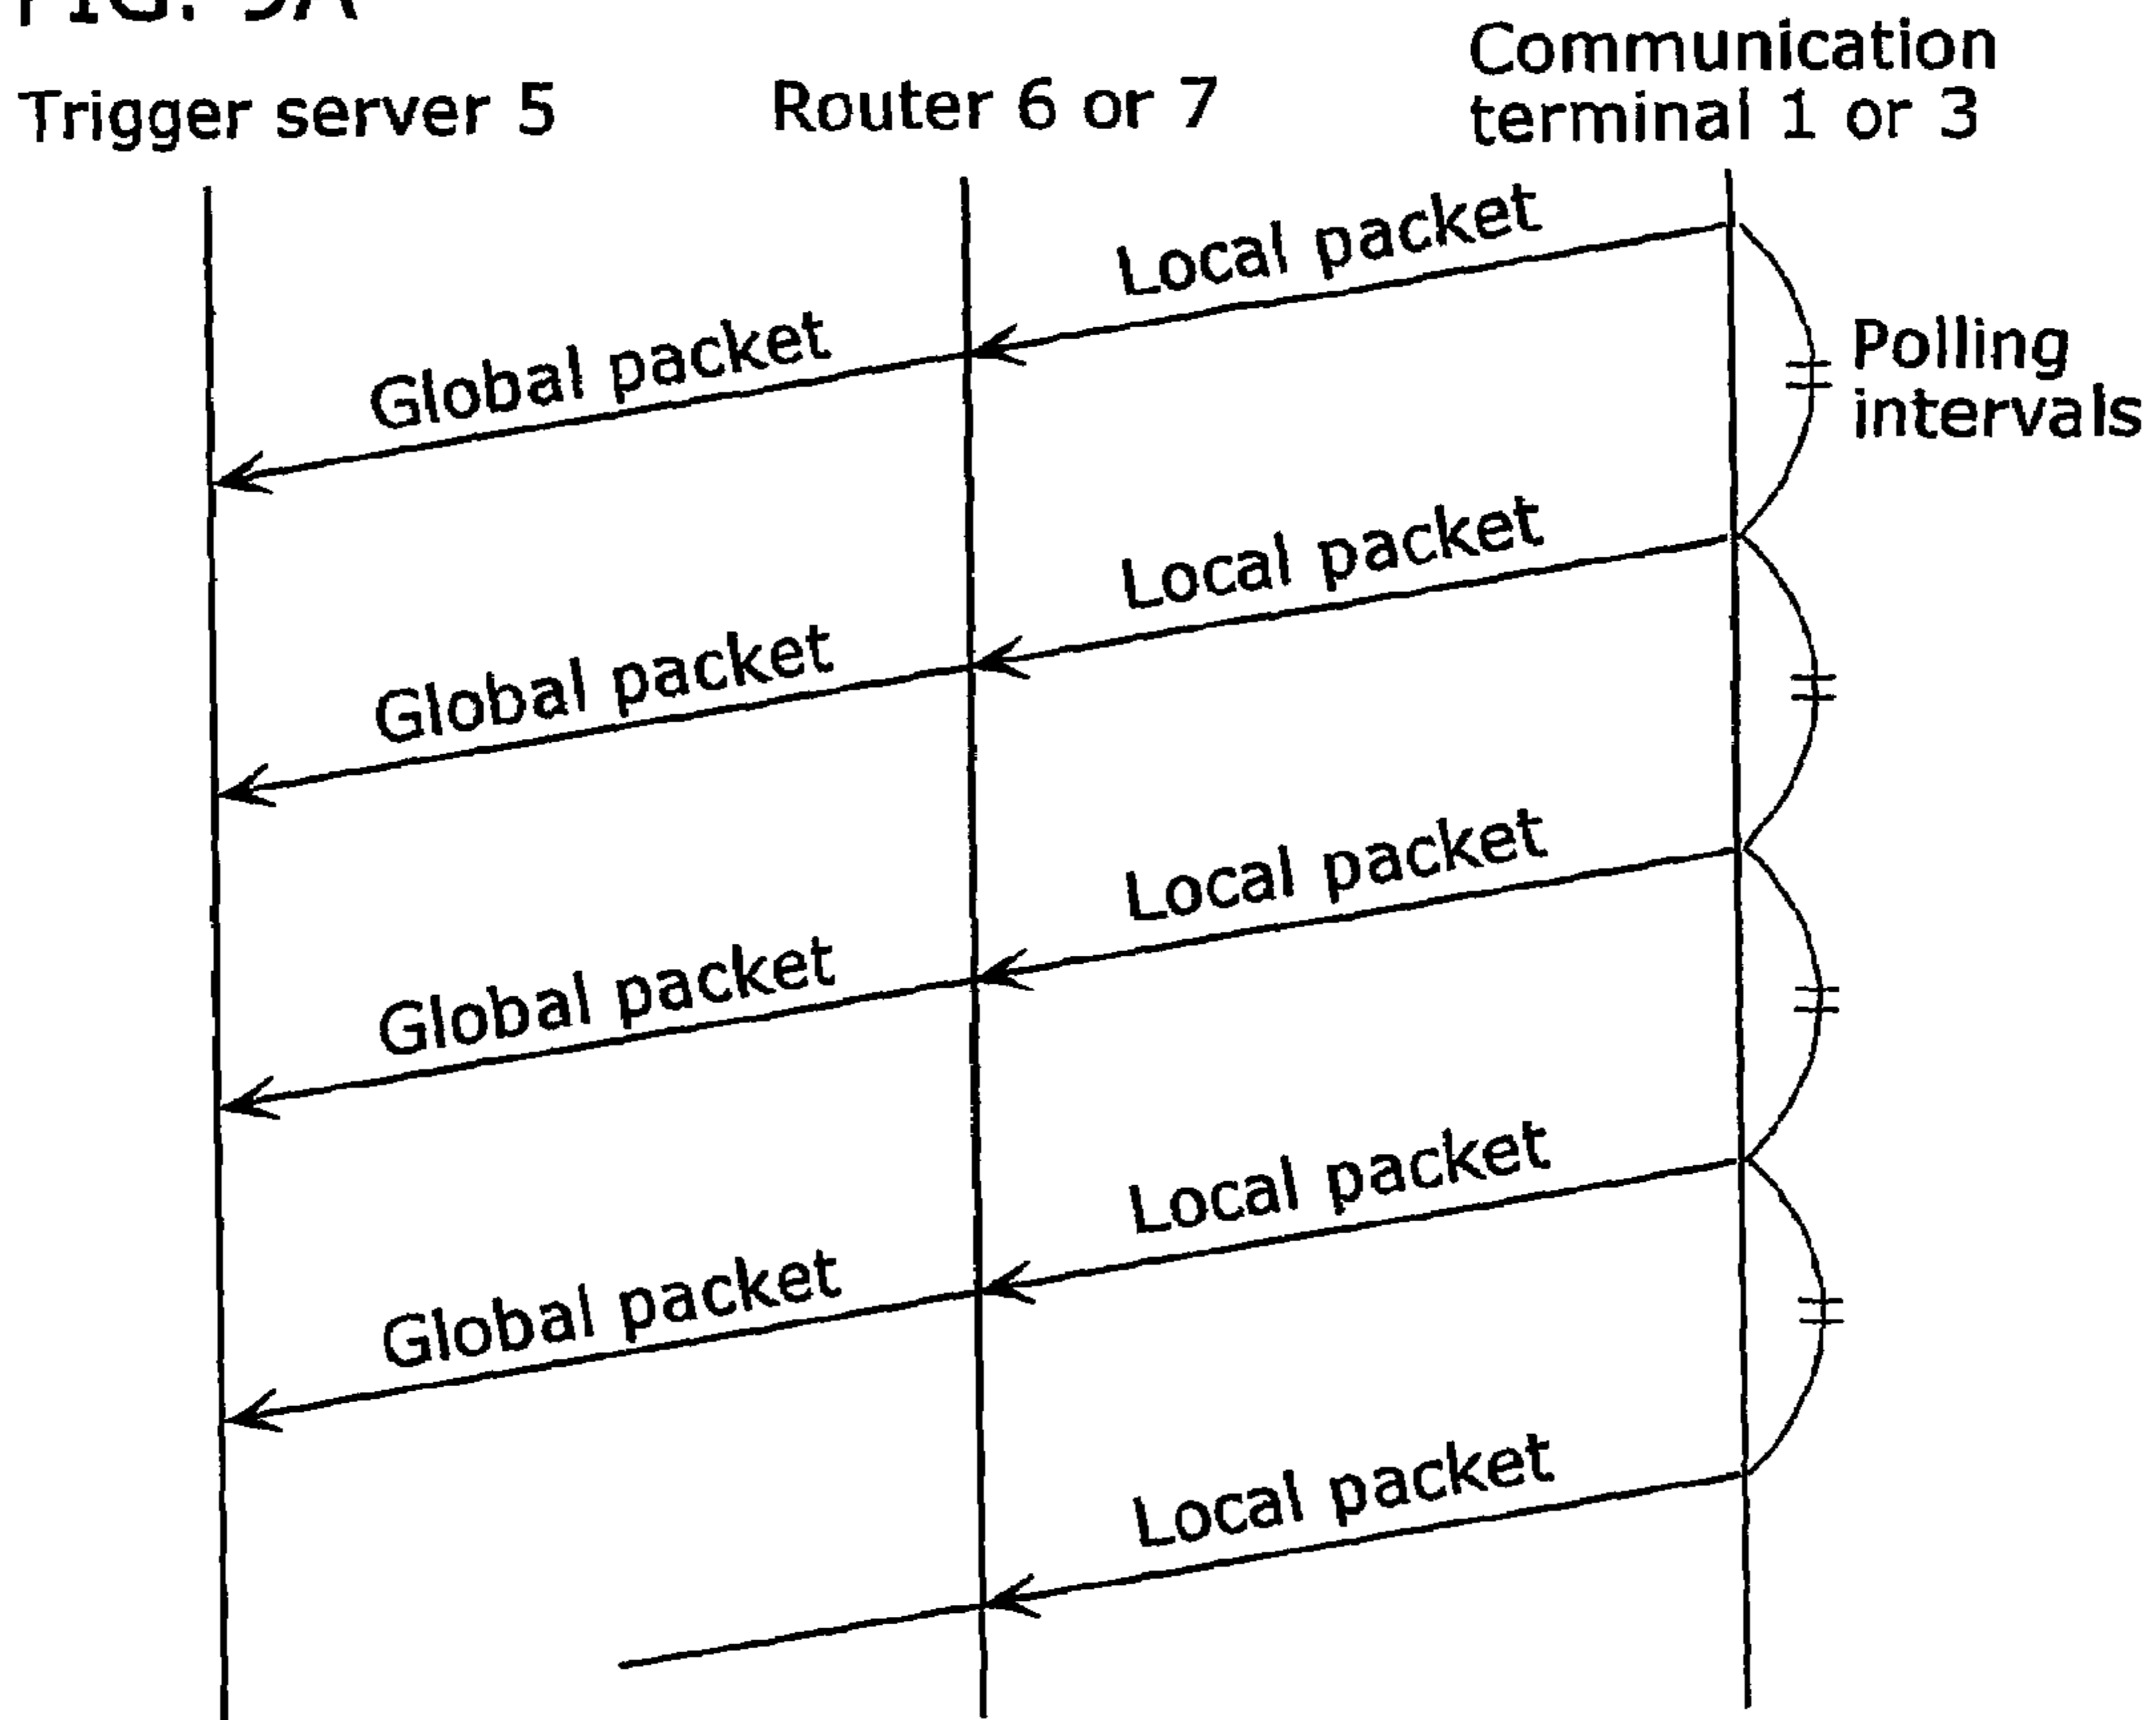 Trigger server 5
Router 6 or 7
Communication
terminal 1 or 3
Local packet
Global packet
Polling
intervals
Local packet
Global packet
Local packet
Global packet
Local packet
Global packet
Local packet